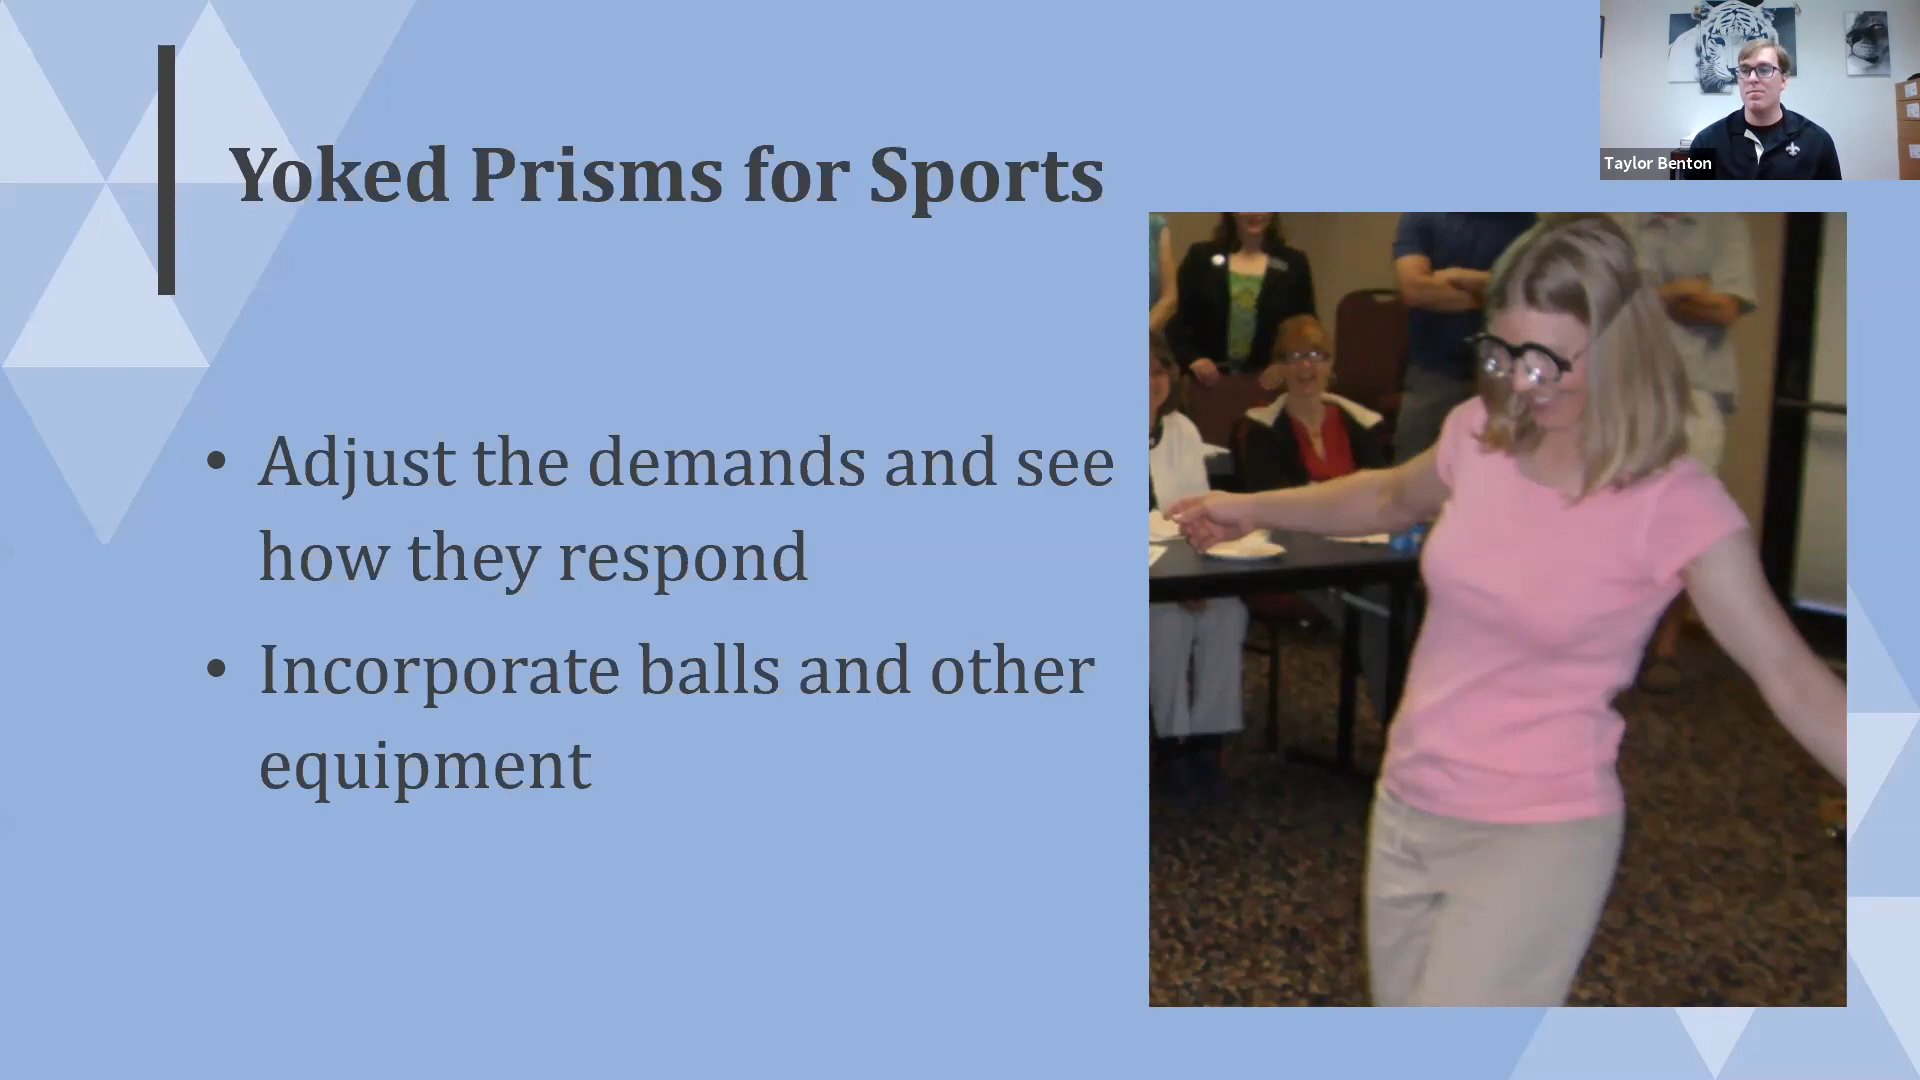 Taylor Benton
Yoked Prisms for Sports
• Adjust the demands and see
how they respond
• Incorporate balls and other
equipment